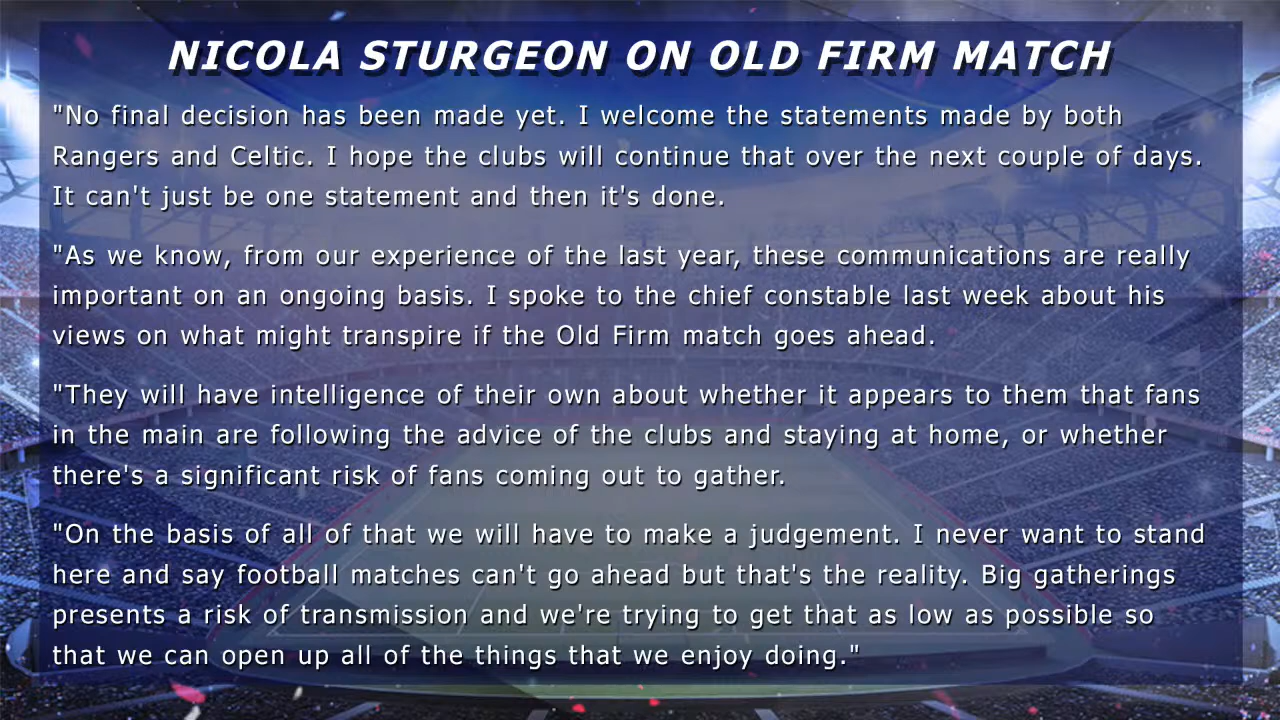 NICOLA STURGEON ON OLD FIRM MATCH
"No final decision has been made yet. I welcome the statements made by both
Rangers and Celtic. I hope the clubs will continue that over the next couple of days.
It can't just be one statement and then it's done.
"As we know, from our experience of the last year, these communications are really
important on an ongoing basis. I spoke to the chief constable last week about his
views on what might transpire if the Old Firm match goes ahead.
"They will have intelligence of their own about whether it appears to them that fans
in the main are following the advice of the clubs and staying at home, or whether
there's a significant risk of fans coming out to gather.
"On the basis of all of that we will have to make a judgement. I never want to stand
here and say football matches can't go ahead but that's the reality. Big gatherings
presents a risk of transmission and we're trying to get that as low as possible so
that we can open up all of the things that we enjoy doing."